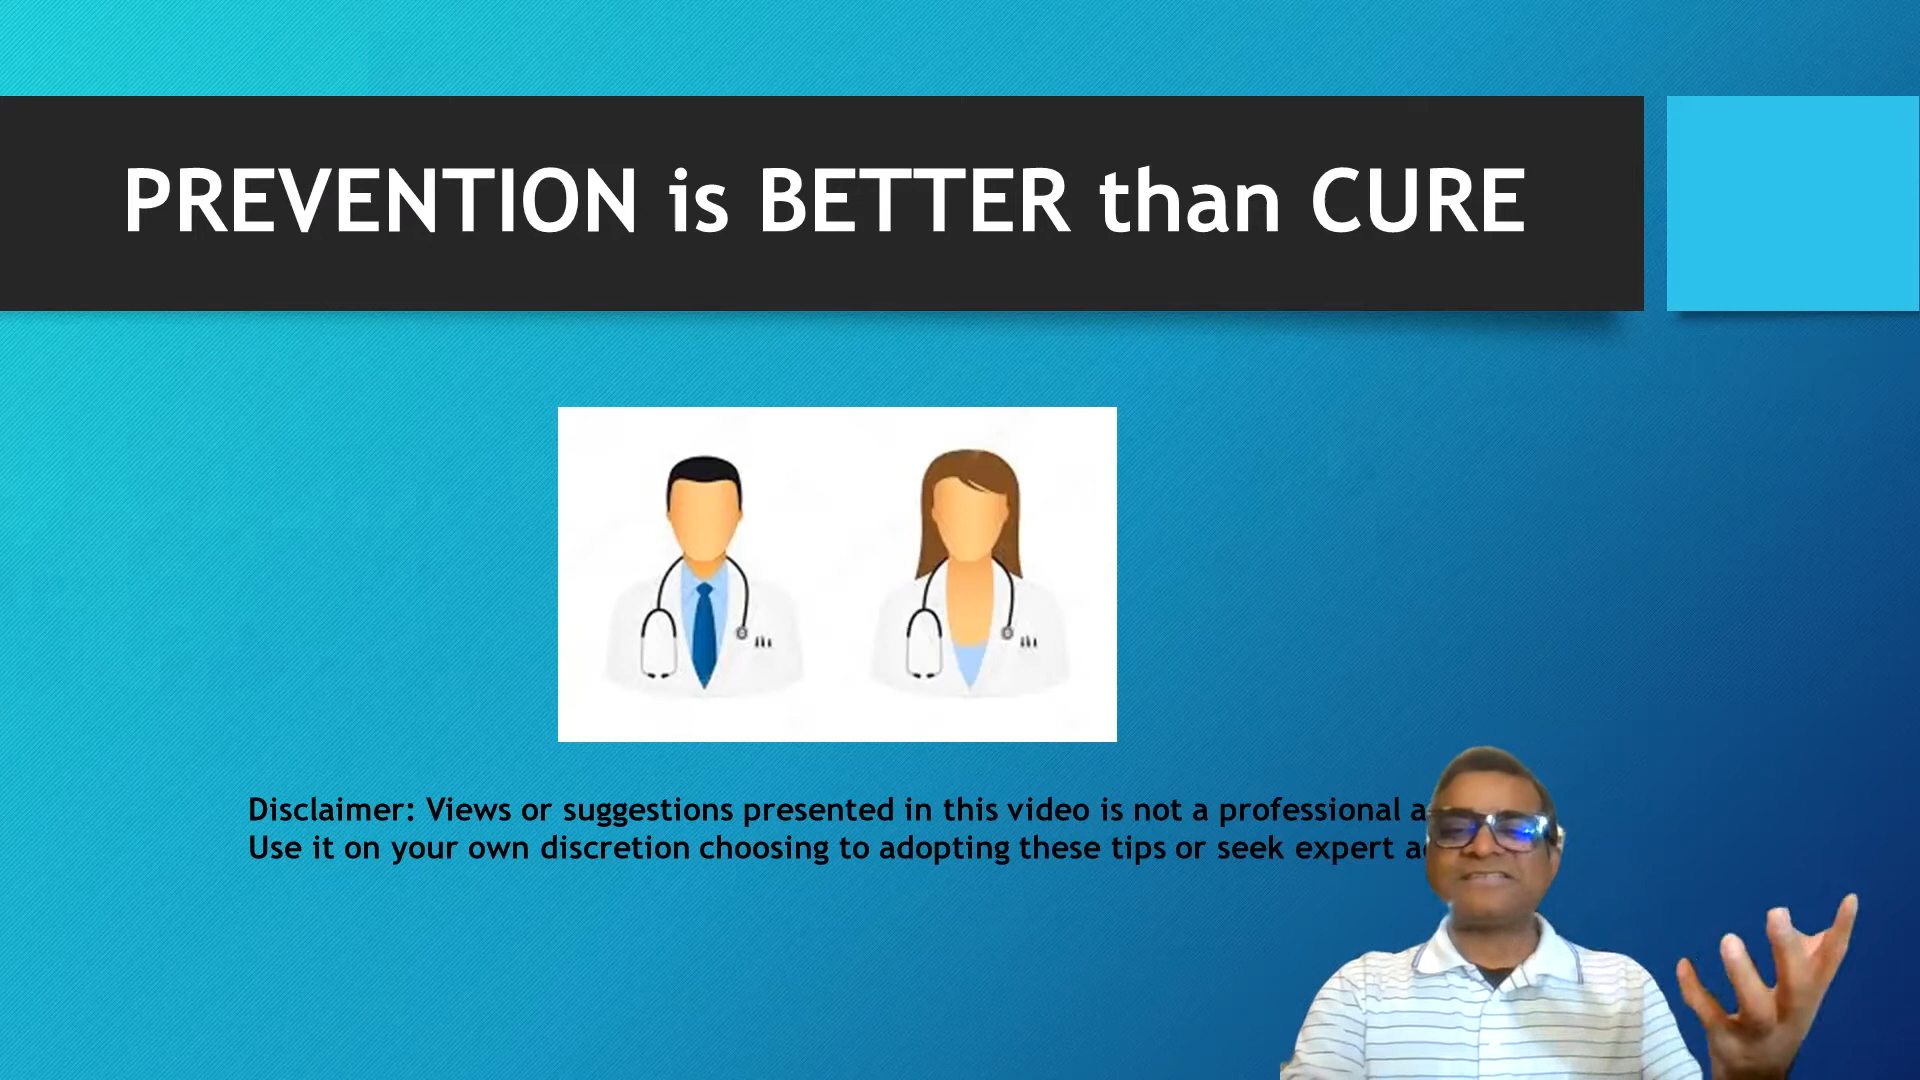 PREVENTION is BETTER than CURE
Disclaimer: Views or suggestions presented in this video is not a professional
Use it on your own discretion choosing to adopting these tips or seek expert